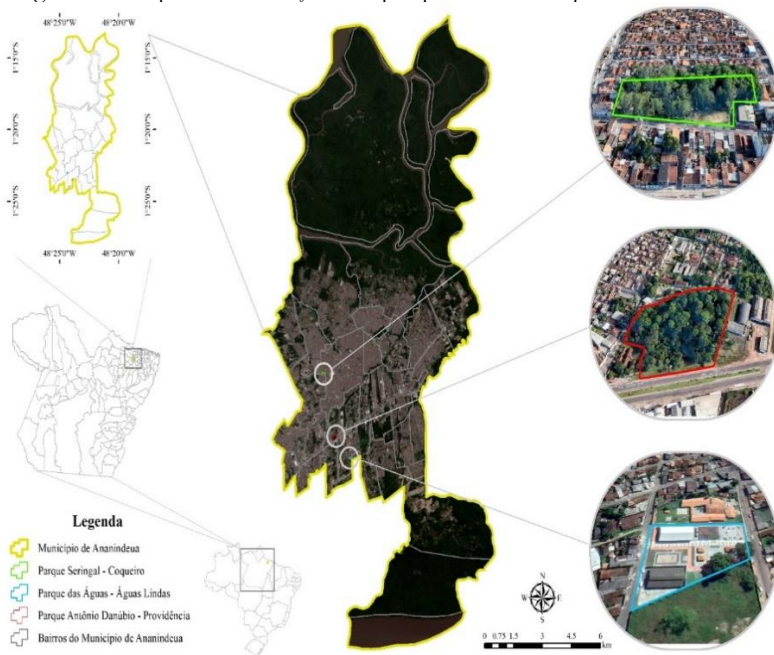 48°25'0"W 48°20'0"W
1°15'0"S
1°15'0"S
1°20'0"S
1°20'0"S
1°25'0"S
1°25'0"S
48°25'0"W 48°20'0"W
Legenda
Município de Ananindeua
Parque Seringal - Coqueiro
Parque das Águas - Águas Lindas
Parque Antônio Danúbio - Providência
Bairros do Município de Ananindeua
N
W E
S
0 0.75 1.5 3 4.5 6
km